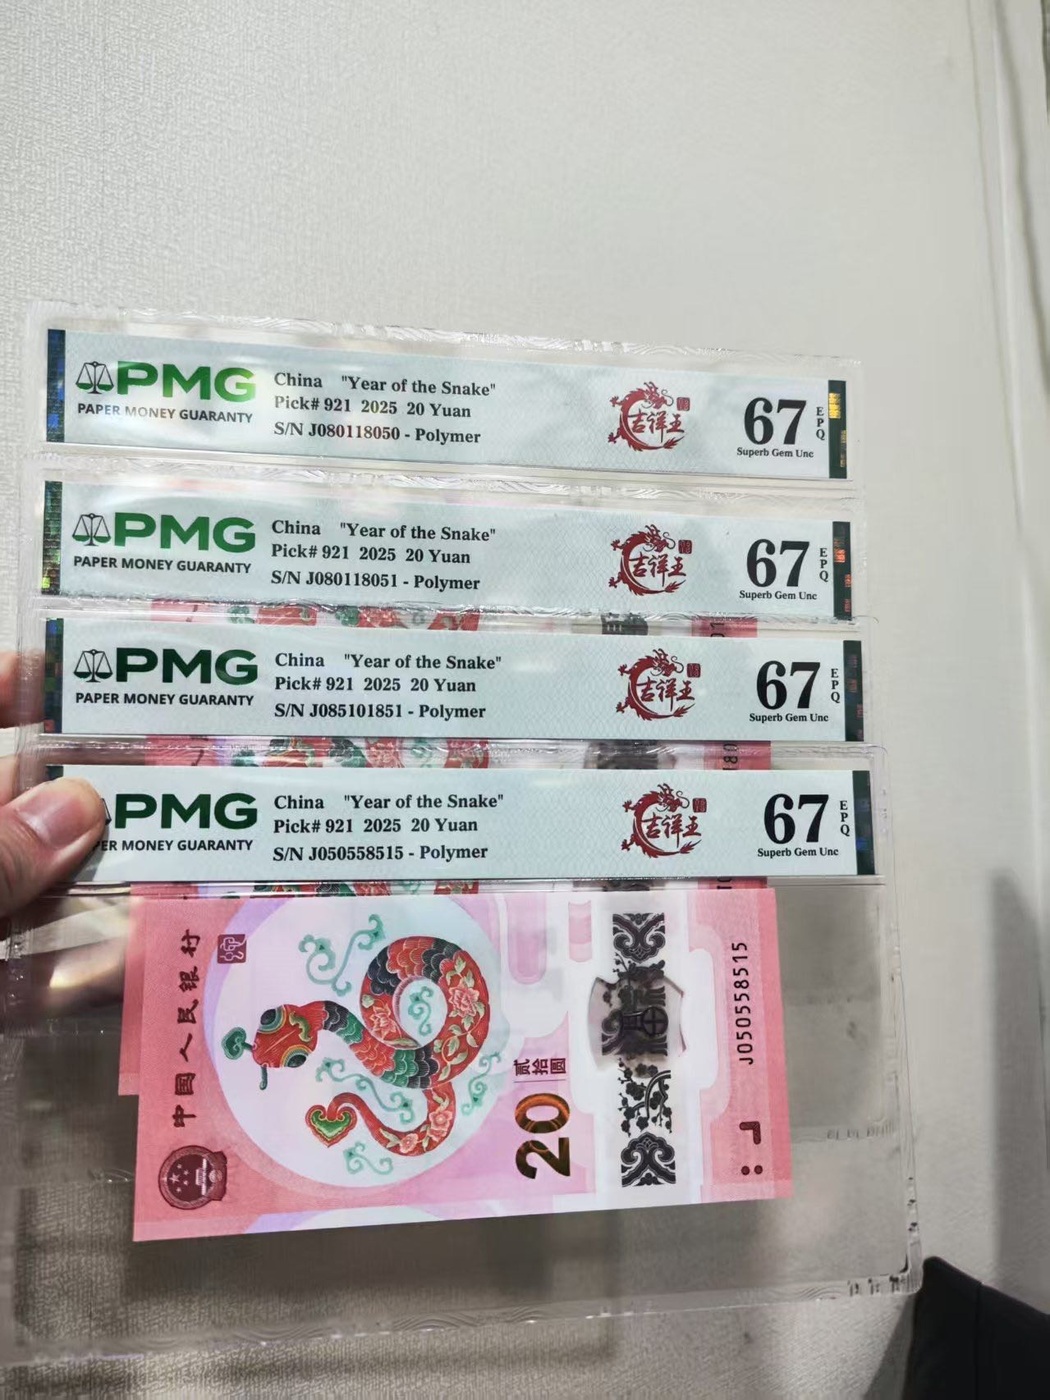 PMG
PAPER MONEY GUARANTY
China "Year of the Snake"
Pick# 921 2025 20 Yuan
S/N J080118050 - Polymer
吉祥王
67
EPQ
Superb Gem Unc
PMG
PAPER MONEY GUARANTY
China "Year of the Snake"
Pick# 921 2025 20 Yuan
S/N J080118051 - Polymer
吉祥王
67
EPQ
Superb Gem Unc
PMG
PAPER MONEY GUARANTY
China "Year of the Snake"
Pick# 921 2025 20 Yuan
S/N J085101851 - Polymer
吉祥王
67
EPQ
Superb Gem Unc
PMG
ER MONEY GUARANTY
China "Year of the Snake"
Pick# 921 2025 20 Yuan
S/N J050558515 - Polymer
吉祥王
67
EPQ
Superb Gem Unc
中国人民银行
贰拾圆
20
J050558515